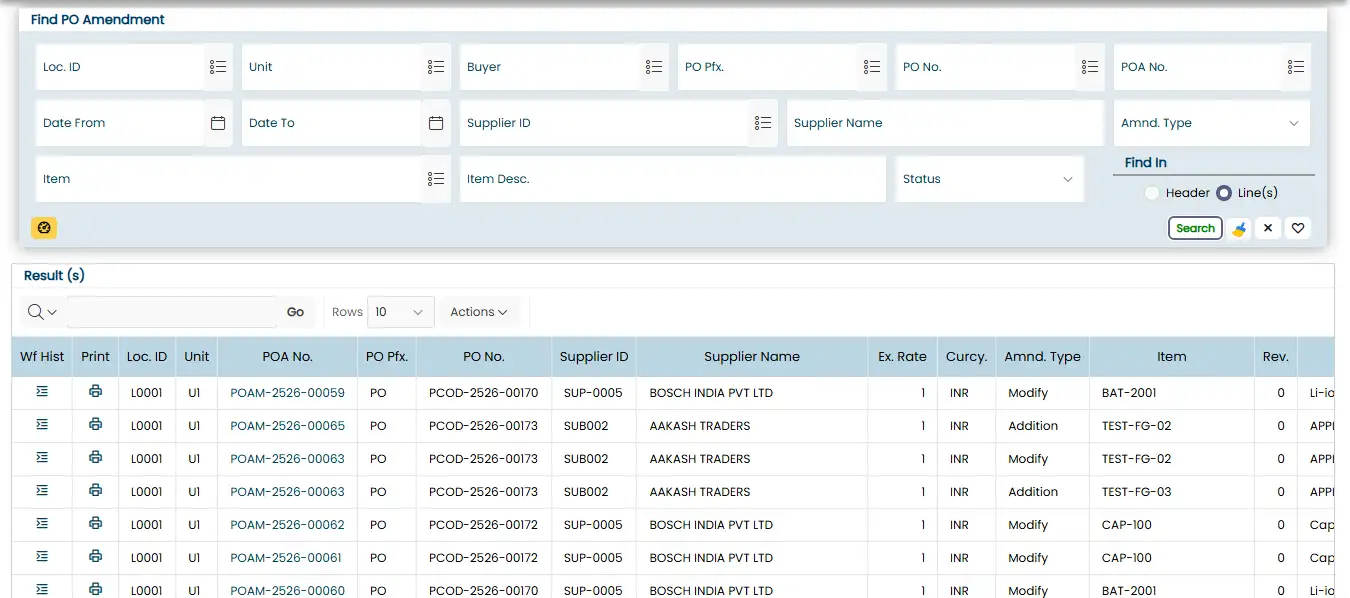 Find PO Amendment
Loc. ID Unit Buyer PO Pfx. PO No. POA No.
Date From Date To Supplier ID Supplier Name Amnd. Type
Item Item Desc. Status Find In
Header Line(s)
Search
Result (s)
Go Rows 10 Actions
Wf Hist Print Loc. ID Unit POA No. PO Pfx. PO No. Supplier ID Supplier Name Ex. Rate Curcy. Amnd. Type Item Rev.
L0001 U1 POAM-2526-00059 PO PCOD-2526-00170 SUP-0005 BOSCH INDIA PVT LTD 1 INR Modify BAT-2001 0 Li-io
L0001 U1 POAM-2526-00065 PO PCOD-2526-00173 SUB002 AAKASH TRADERS 1 INR Addition TEST-FG-02 0 APPI
L0001 U1 POAM-2526-00063 PO PCOD-2526-00173 SUB002 AAKASH TRADERS 1 INR Modify TEST-FG-02 0 APPI
L0001 U1 POAM-2526-00063 PO PCOD-2526-00173 SUB002 AAKASH TRADERS 1 INR Addition TEST-FG-03 0 APPI
L0001 U1 POAM-2526-00062 PO PCOD-2526-00172 SUP-0005 BOSCH INDIA PVT LTD 1 INR Modify CAP-100 0 Cap
L0001 U1 POAM-2526-00061 PO PCOD-2526-00172 SUP-0005 BOSCH INDIA PVT LTD 1 INR Modify CAP-100 0 Cap
L0001 U1 POAM-2526-00060 PO PCOD-2526-00170 SUP-0005 BOSCH INDIA PVT LTD 1 INR Modify BAT-2001 0 Li-io